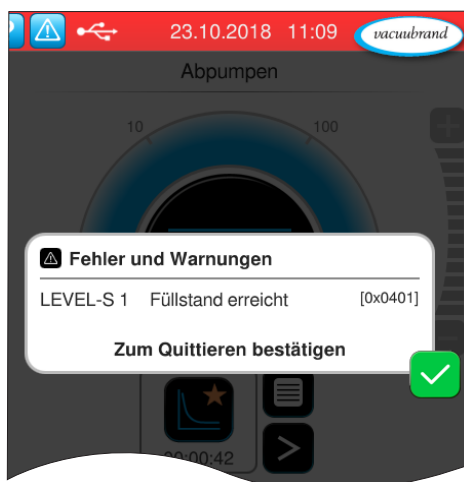 23.10.2018 11:09 vacuubrand
Abpumpen
10 100
Fehler und Warnungen
LEVEL-S 1 Füllstand erreicht [0x0401]
Zum Quittieren bestätigen
00:00:42